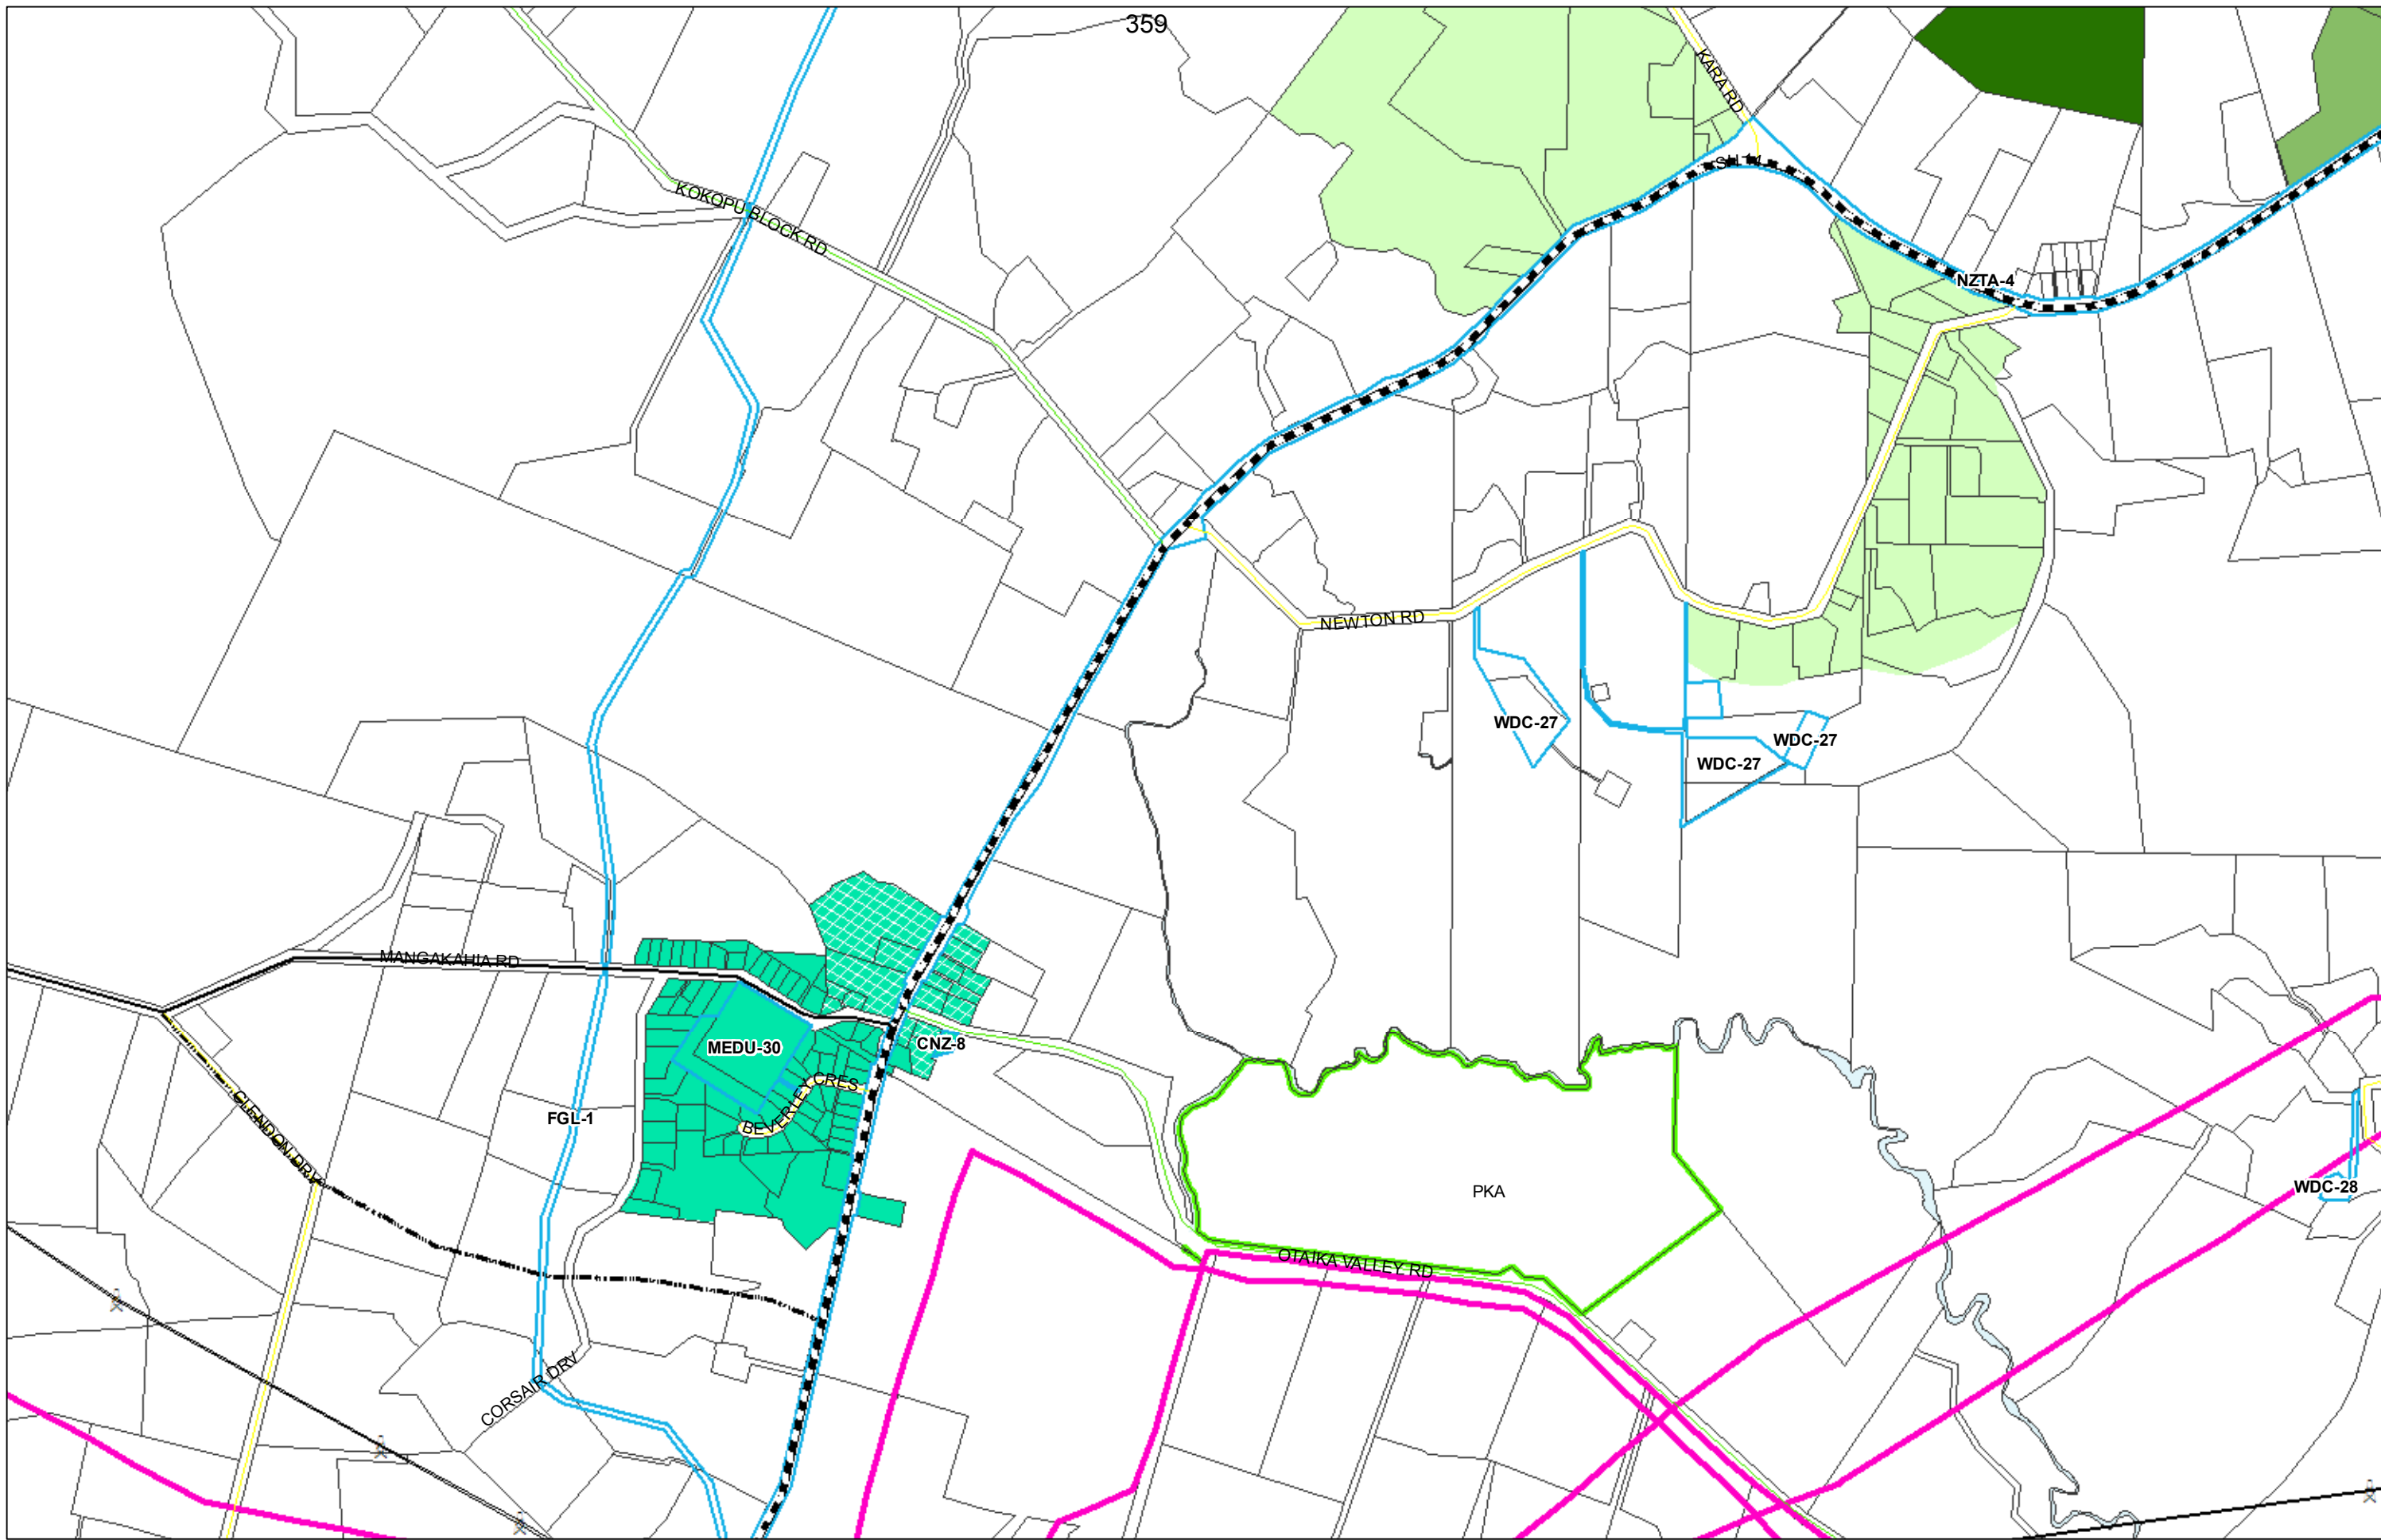 359
KARA RD
SH 14
KOKOPU BLOCK RD
NZTA-4
NEWTON RD
WDC-27
WDC-27
WDC-27
MANGAKAHIA RD
MEDU-30
CNZ-8
BEVERLEY CRES
CLENDON DRV
FGL-1
PKA
WDC-28
OTAIKA VALLEY RD
CORSAIR DRV